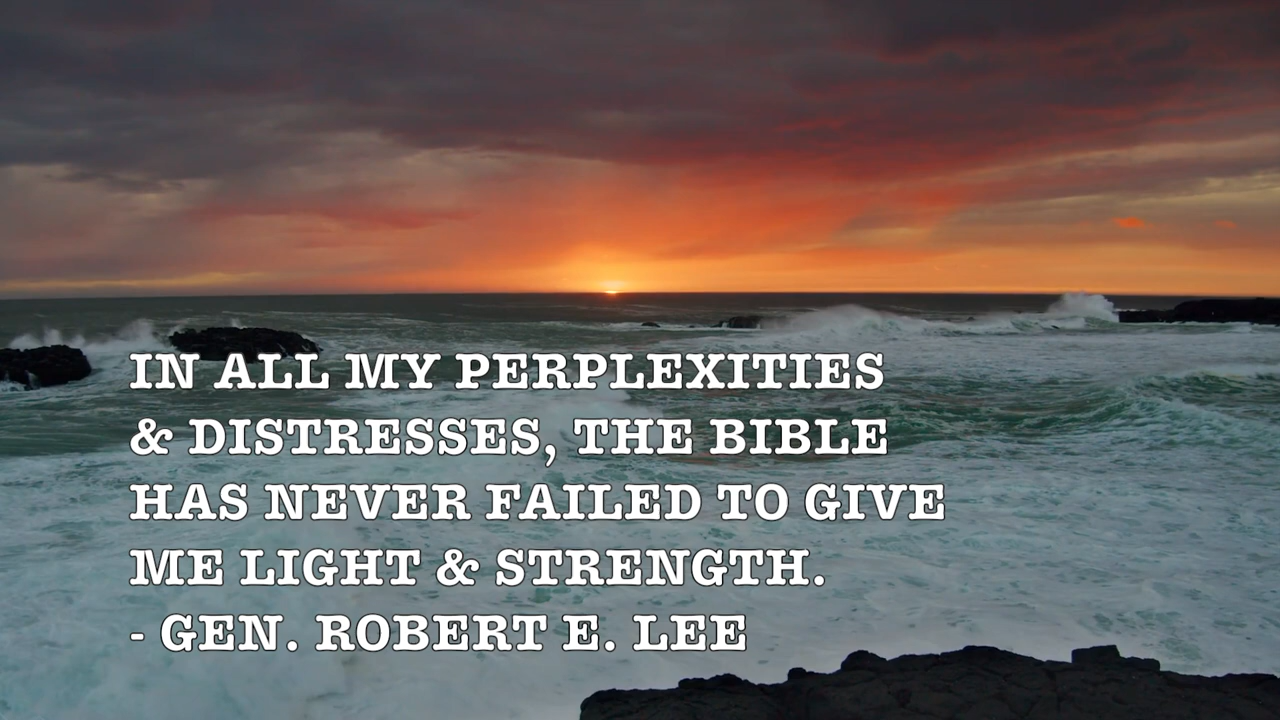 IN ALL MY PERPLEXITIES
& DISTRESSES, THE BIBLE
HAS NEVER FAILED TO GIVE
ME LIGHT & STRENGTH.
- GEN. ROBERT E. LEE